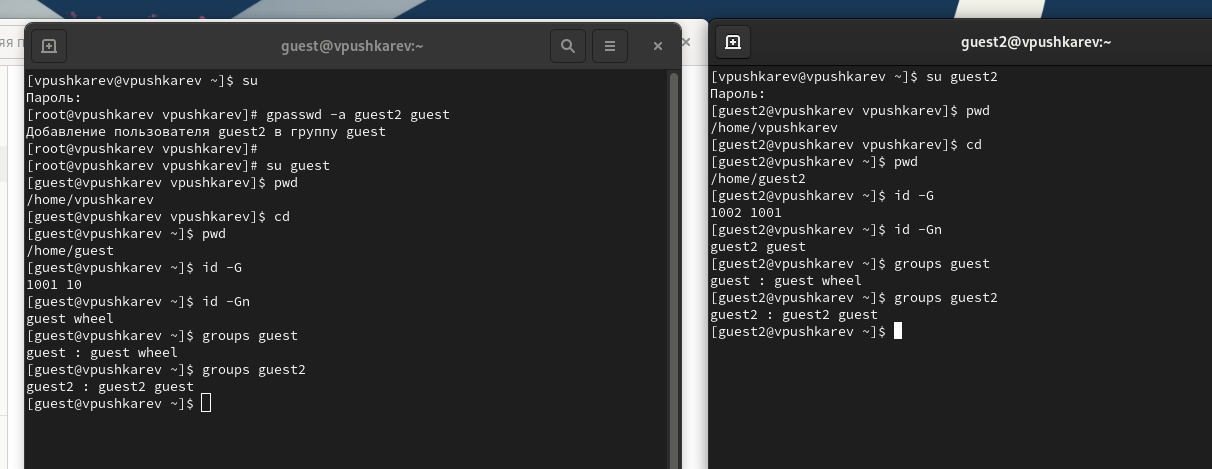 яя п
guest@vpushkarev:~
[vpushkarev@vpushkarev ~]$ su
Пароль:
[root@vpushkarev vpushkarev]# gpasswd -a guest2 guest
Добавление пользователя guest2 в группу guest
[root@vpushkarev vpushkarev]#
[root@vpushkarev vpushkarev]# su guest
[guest@vpushkarev vpushkarev]$ pwd
/home/vpushkarev
[guest@vpushkarev vpushkarev]$ cd
[guest@vpushkarev ~]$ pwd
/home/guest
[guest@vpushkarev ~]$ id -G
1001 10
[guest@vpushkarev ~]$ id -Gn
guest wheel
[guest@vpushkarev ~]$ groups guest
guest : guest wheel
[guest@vpushkarev ~]$ groups guest2
guest2 : guest2 guest
[guest@vpushkarev ~]$
guest2@vpushkarev:~
[vpushkarev@vpushkarev ~]$ su guest2
Пароль:
[guest2@vpushkarev vpushkarev]$ pwd
/home/vpushkarev
[guest2@vpushkarev vpushkarev]$ cd
[guest2@vpushkarev ~]$ pwd
/home/guest2
[guest2@vpushkarev ~]$ id -G
1002 1001
[guest2@vpushkarev ~]$ id -Gn
guest2 guest
[guest2@vpushkarev ~]$ groups guest
guest : guest wheel
[guest2@vpushkarev ~]$ groups guest2
guest2 : guest2 guest
[guest2@vpushkarev ~]$